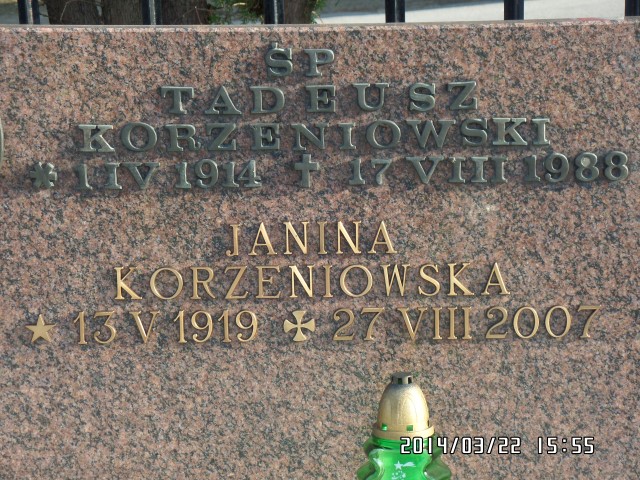 ŚP
TADEUSZ
KORZENIOWSKI
* 1 IV 1914 ✝ 17 VIII 1988
JANINA
KORZENIOWSKA
★ 13 V 1919 ✠ 27 VIII 2007
2014/03/22 15:55